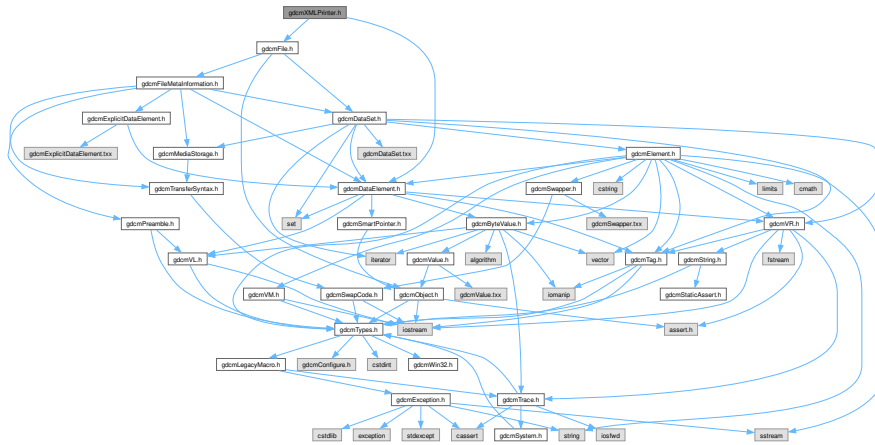 gdcmXMLPrinter.h
gdcmFile.h
gdcmFileMetaInformation.h
gdcmExplicitDataElement.h
gdcmDataSet.h
gdcmExplicitDataElement.txx
gdcmMediaStorage.h
gdcmDataSet.txx
gdcmElement.h
gdcmTransferSyntax.h
gdcmDataElement.h
gdcmSwapper.h
cstring
limits
cmath
gdcmPreamble.h
set
gdcmSmartPointer.h
gdcmByteValue.h
gdcmSwapper.txx
gdcmVR.h
gdcmVL.h
iterator
gdcmValue.h
algorithm
vector
gdcmTag.h
gdcmString.h
fstream
gdcmVM.h
gdcmSwapCode.h
gdcmObject.h
gdcmValue.txx
iomanip
gdcmStaticAssert.h
gdcmTypes.h
iostream
assert.h
gdcmLegacyMacro.h
gdcmConfigure.h
cstdint
gdcmWin32.h
gdcmException.h
gdcmTrace.h
cstdlib
exception
stdexcept
cassert
gdcmSystem.h
string
iosfwd
sstream